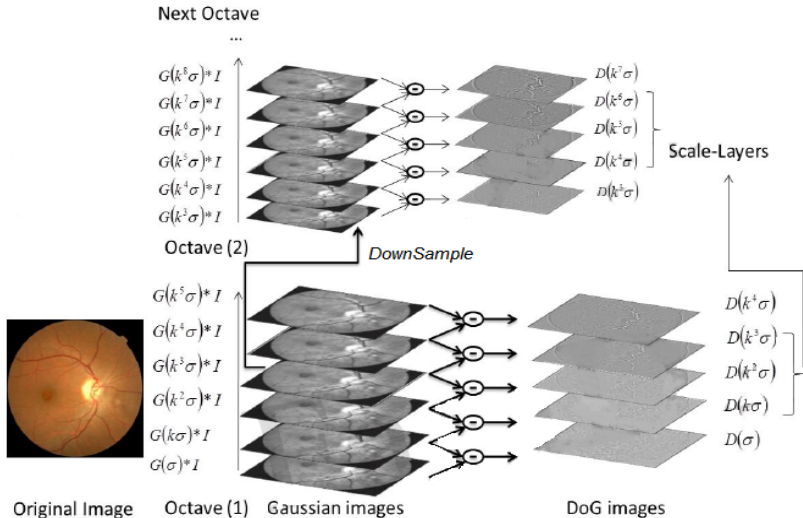 Next Octave
...
G(k⁸σ)*I
G(k⁷σ)*I
G(k⁶σ)*I
G(k⁵σ)*I
G(k⁴σ)*I
G(k³σ)*I
D(k⁷σ)
D(k⁶σ)
D(k⁴σ)
D(k³σ)
Scale-Layers
Octave (2)
DownSample
G(k⁵σ)*I
G(k⁴σ)*I
G(k³σ)*I
G(k²σ)*I
G(kσ)*I
G(σ)*I
D(k⁴σ)
D(k³σ)
D(k²σ)
D(kσ)
D(σ)
Original Image
Octave (1)
Gaussian images
DoG images